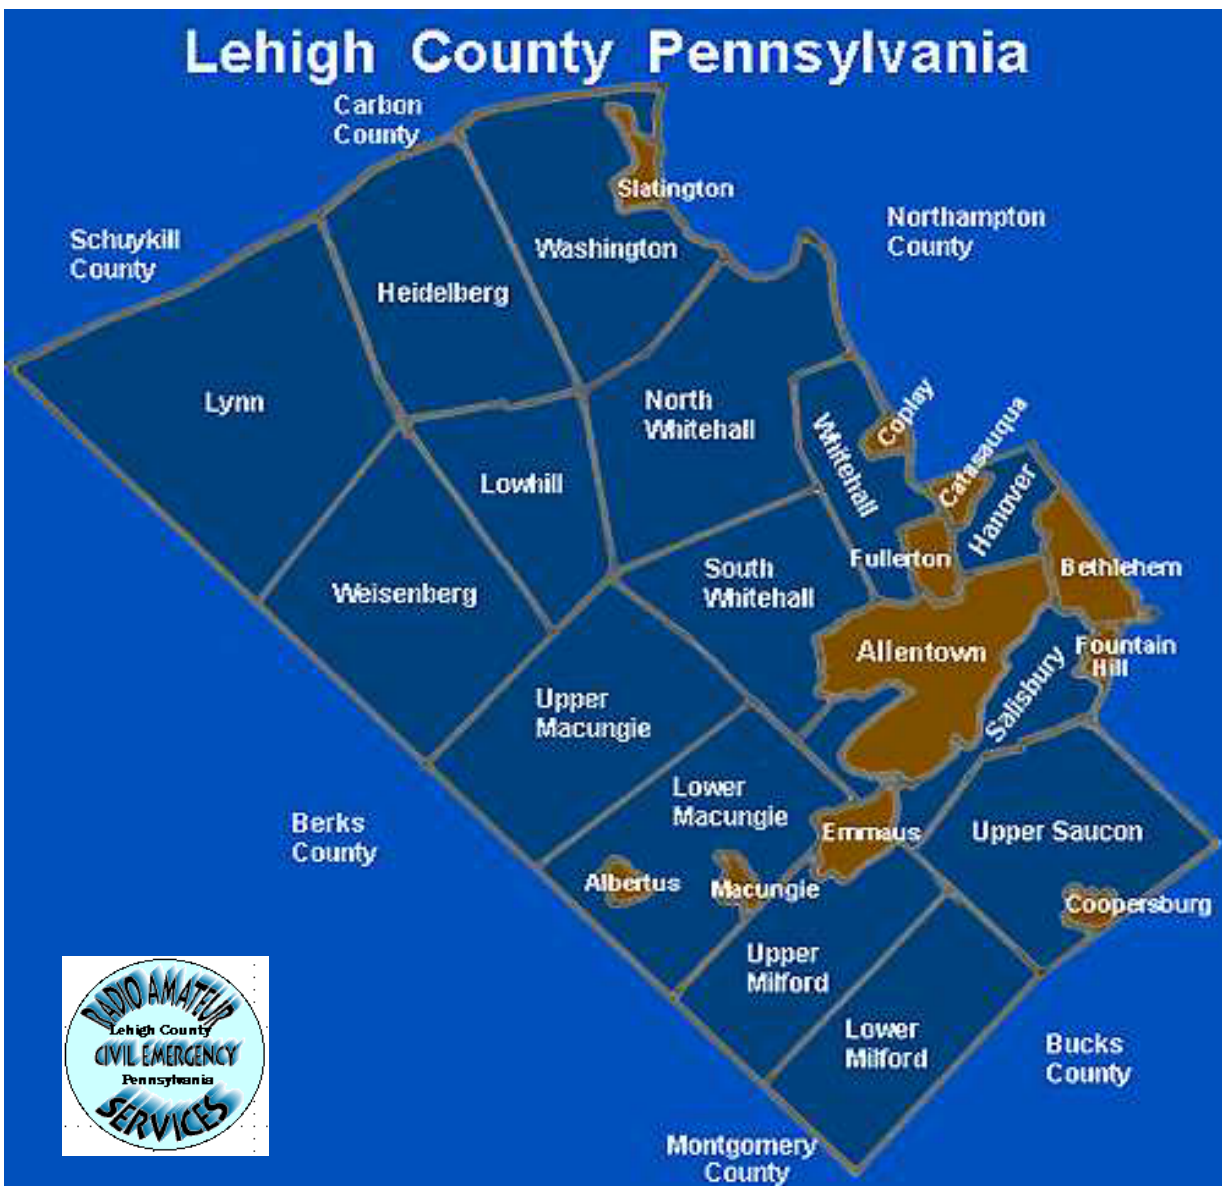 Lehigh County Pennsylvania
Carbon
County
Slatington
Northampton
County
Schuykill
County
Washington
Heidelberg
Lynn
North
Whitehall
Whitehall
Coplay
Catasauqua
Hanover
Lowhill
Fullerton
Bethlehem
South
Whitehall
Weisenberg
Allentown
Fountain
Hill
Salisbury
Upper
Macungie
Lower
Macungie
Emmaus
Upper Saucon
Berks
County
Albertus
Macungie
Coopersburg
Upper
Milford
Lower
Milford
Bucks
County
Montgomery
County
RADIO AMATEUR
Lehigh County
CIVIL EMERGENCY
Pennsylvania
SERVICES